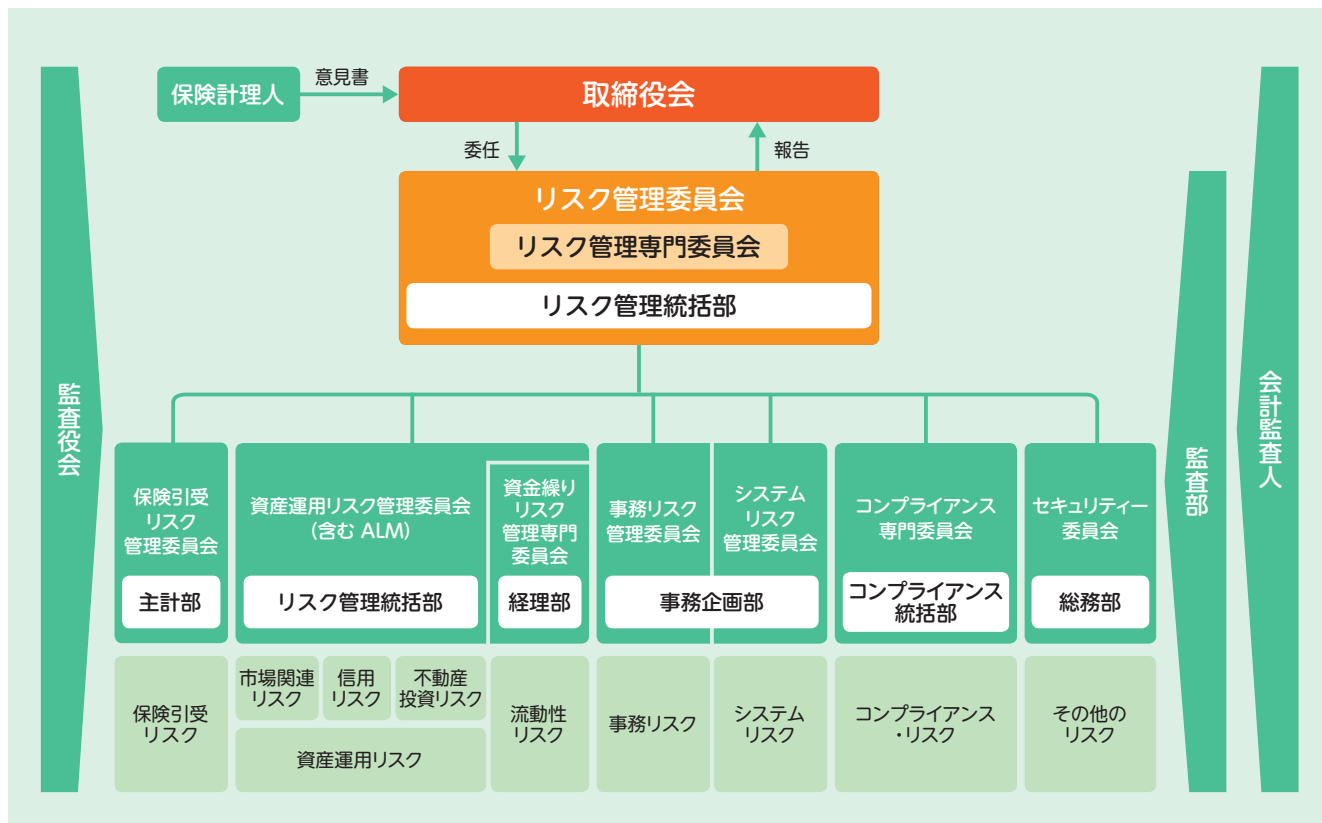 保険計理人
意見書
取締役会
委任
報告
リスク管理委員会
リスク管理専門委員会
リスク管理統括部
監査役会
会計監査人
監査部
保険引受
リスク
管理委員会
主計部
資産運用リスク管理委員会
(含む ALM)
リスク管理統括部
資金繰り
リスク
管理専門
委員会
経理部
事務リスク
管理委員会
システム
リスク
管理委員会
事務企画部
コンプライアンス
専門委員会
コンプライアンス
統括部
セキュリティー
委員会
総務部
保険引受
リスク
市場関連
リスク
信用
リスク
不動産
投資リスク
資産運用リスク
流動性
リスク
事務リスク
システム
リスク
コンプライアンス
・リスク
その他の
リスク